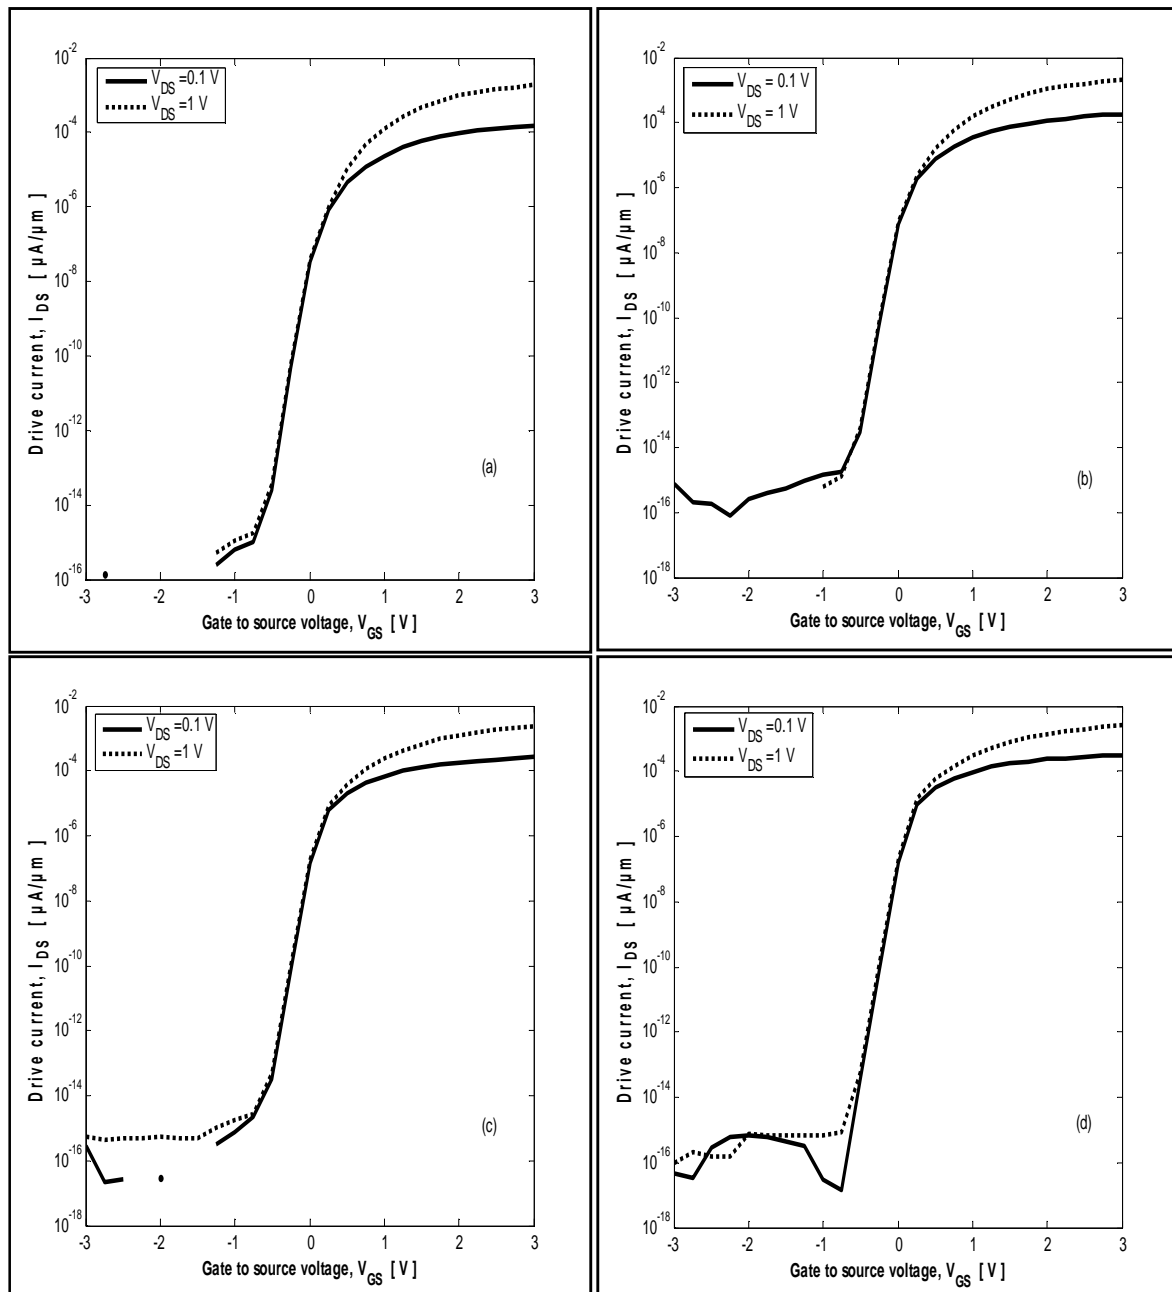 10^-2
V_DS =0.1 V
V_DS =1 V
10^-4
10^-6
10^-8
10^-10
10^-12
10^-14
10^-16
Drive current, I_DS [ µA/µm]
(a)
-3 -2 -1 0 1 2 3
Gate to source voltage, V_GS [ V ]
10^-2
V_DS = 0.1 V
V_DS = 1 V
10^-4
10^-6
10^-8
10^-10
10^-12
10^-14
10^-16
10^-18
Drive current, I_DS [ µA/µm]
(b)
-3 -2 -1 0 1 2 3
Gate to source voltage, V_GS [ V ]
10^-2
V_DS =0.1 V
V_DS =1 V
10^-4
10^-6
10^-8
10^-10
10^-12
10^-14
10^-16
10^-18
Drive current, I_DS [ µA/µm]
(c)
-3 -2 -1 0 1 2 3
Gate to source voltage, V_GS [ V ]
10^-2
V_DS =0.1 V
V_DS =1 V
10^-4
10^-6
10^-8
10^-10
10^-12
10^-14
10^-16
10^-18
Drive current, I_DS [ µA/µm]
(d)
-3 -2 -1 0 1 2 3
Gate to source voltage, V_GS [ V ]